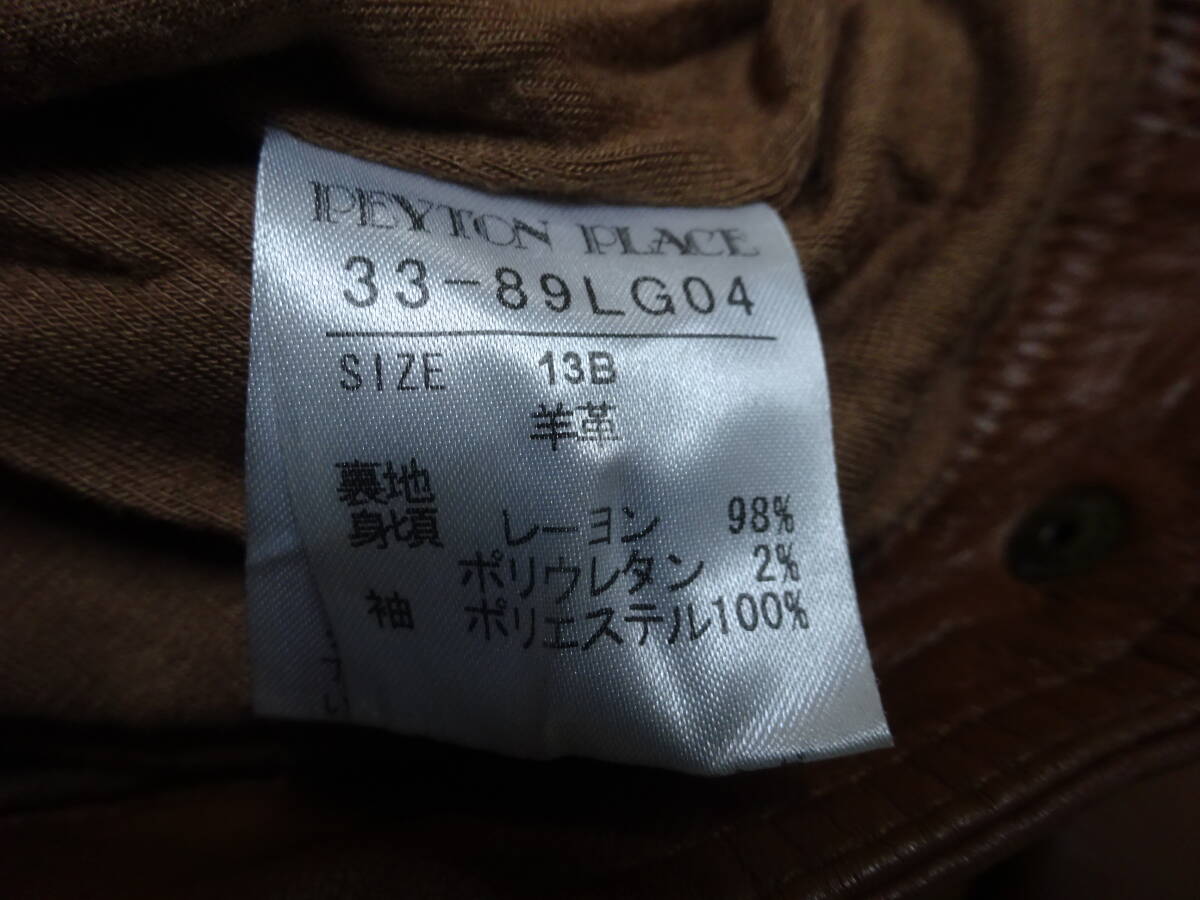 PEYTON PLACE
33-89LG04
SIZE 13B
羊革
裏地
身頃 レーヨン 98%
ポリウレタン 2%
袖 ポリエステル100%